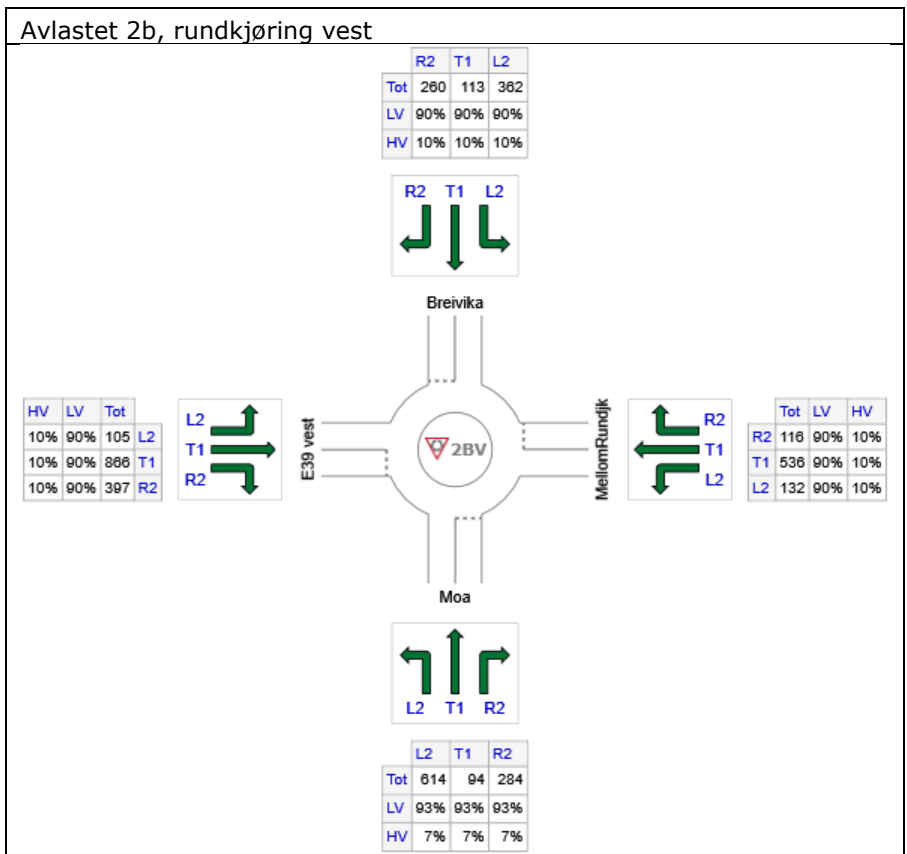 Avlastet 2b, rundkjøring vest
R2 T1 L2
Tot 260 113 362
LV 90% 90% 90%
HV 10% 10% 10%
R2 T1 L2
Breivika
HV LV Tot
10% 90% 105 L2
10% 90% 866 T1
10% 90% 397 R2
L2
T1
R2
E39 vest
2BV
MellomRundjk
R2
T1
L2
Tot LV HV
R2 116 90% 10%
T1 536 90% 10%
L2 132 90% 10%
Moa
L2 T1 R2
L2 T1 R2
Tot 614 94 284
LV 93% 93% 93%
HV 7% 7% 7%